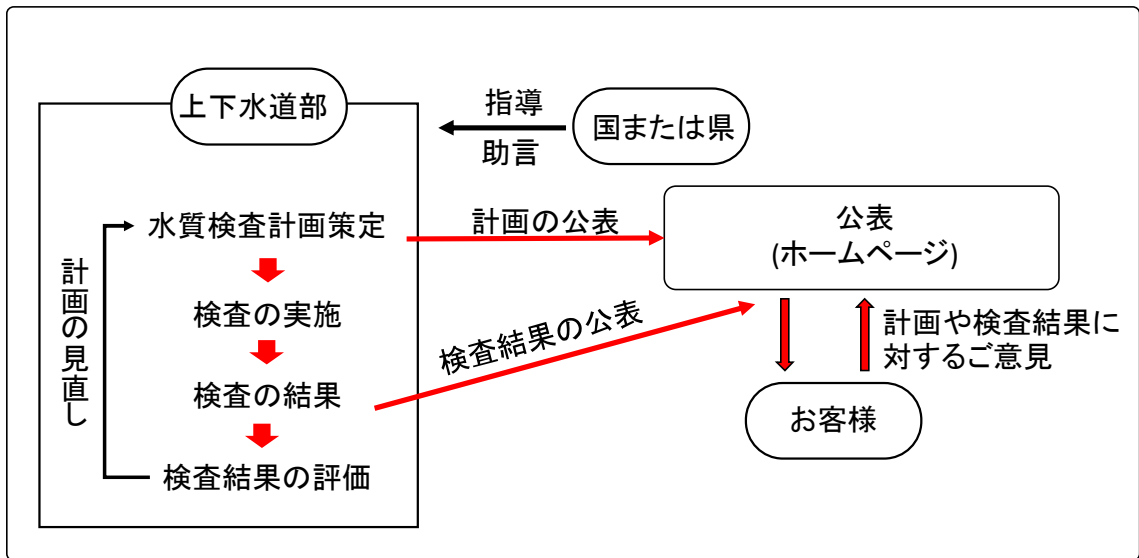 上下水道部
指導
助言
国または県
水質検査計画策定
検査の実施
検査の結果
検査結果の評価
計画の見直し
計画の公表
検査結果の公表
公表
(ホームページ)
計画や検査結果に
対するご意見
お客様